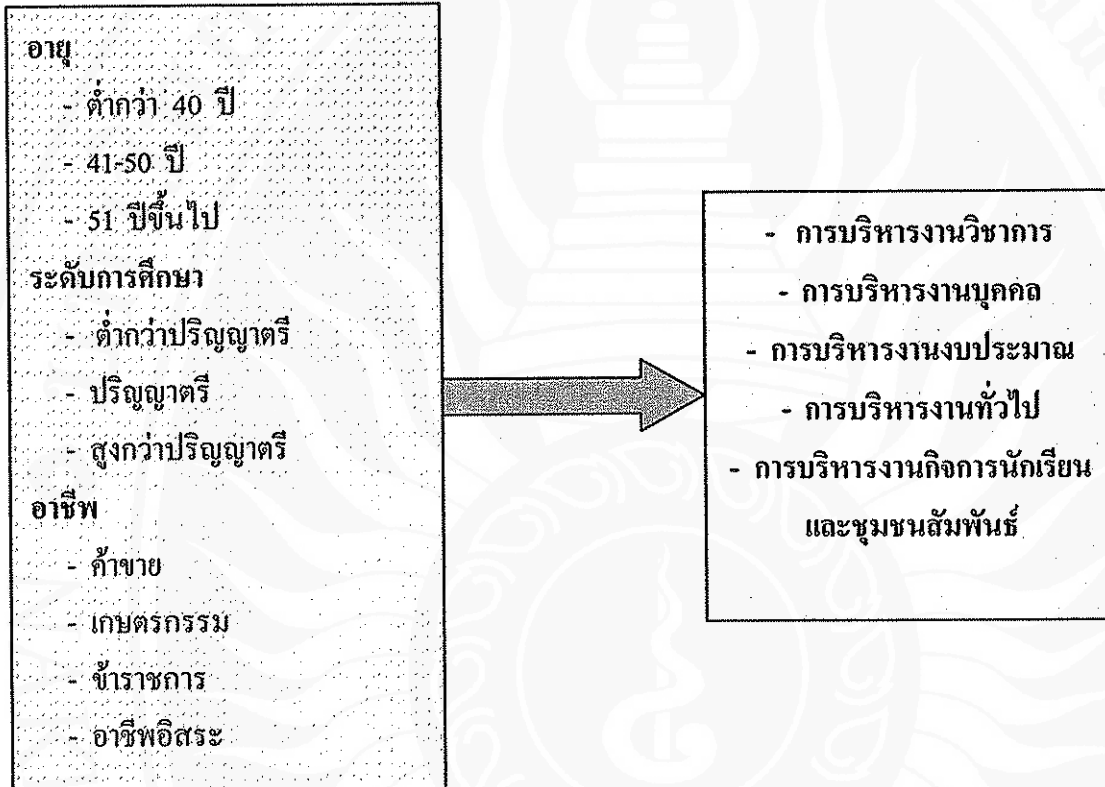 อายุ
- ต่ำกว่า 40 ปี
- 41-50 ปี
- 51 ปีขึ้นไป
ระดับการศึกษา
- ต่ำกว่าปริญญาตรี
- ปริญญาตรี
- สูงกว่าปริญญาตรี
อาชีพ
- ค้าขาย
- เกษตรกรรม
- ข้าราชการ
- อาชีพอิสระ
- การบริหารงานวิชาการ
- การบริหารงานบุคคล
- การบริหารงานงบประมาณ
- การบริหารงานทั่วไป
- การบริหารงานกิจการนักเรียน
และชุมชนสัมพันธ์